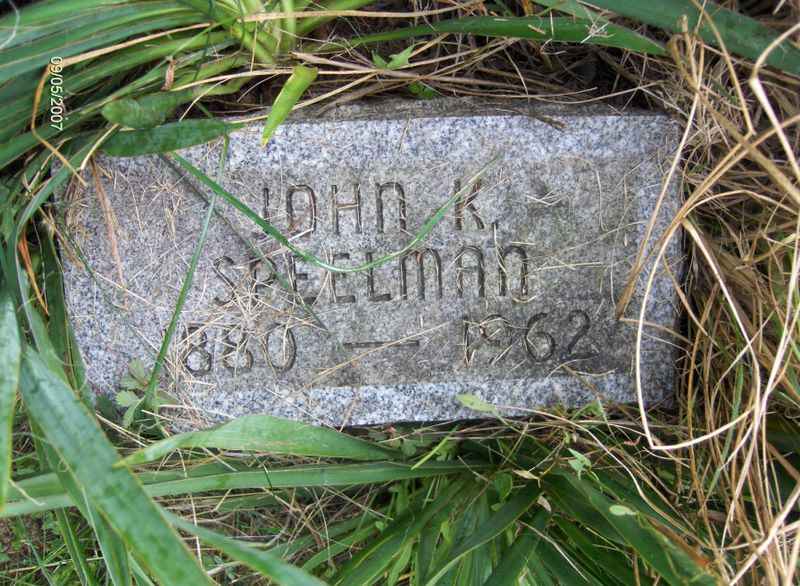 JOHN K.
SPEELMAN
1880 — 1962
09/05/2007